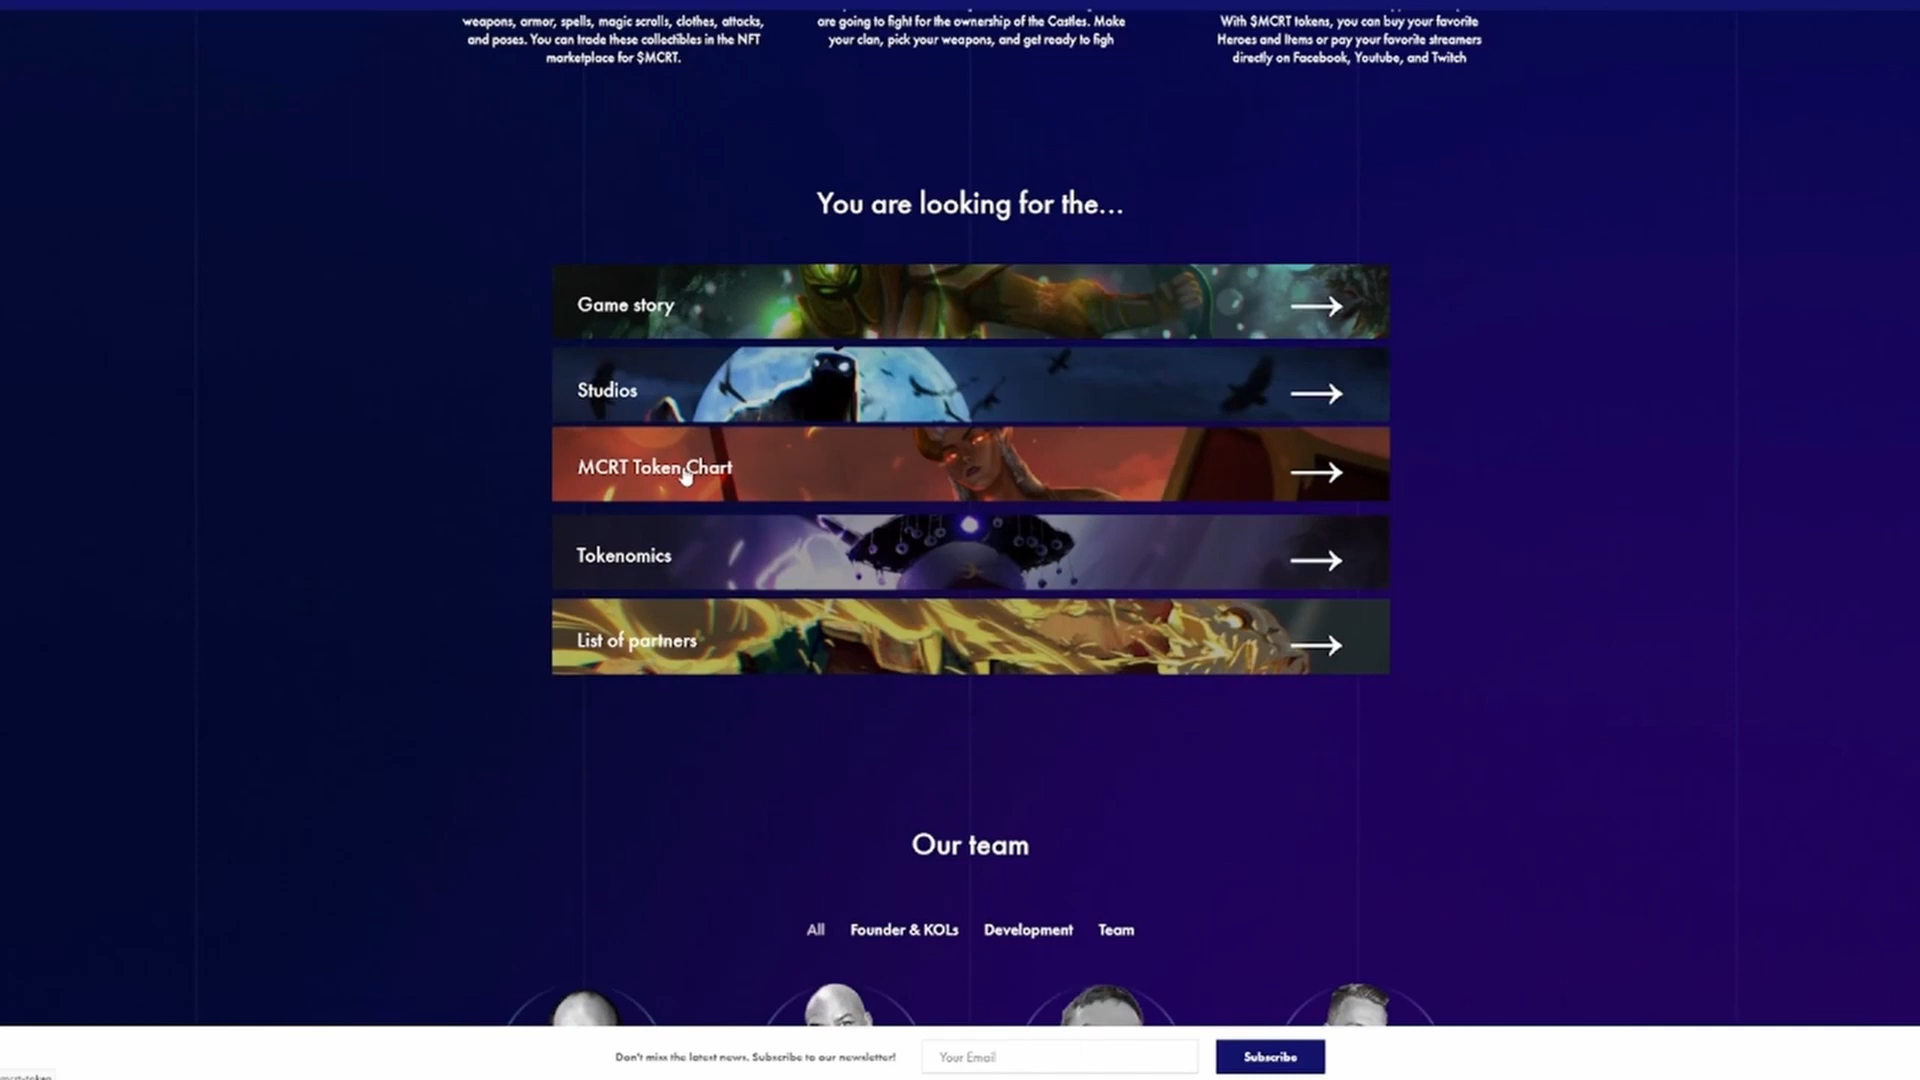 weapons, armor, spells, magic scrolls, clothes, attacks,
and poses. You can trade these collectibles in the NFT
marketplace for $MCRT.
are going to fight for the ownership of the Castles. Make
your clan, pick your weapons, and get ready to figh
With $MCRT tokens, you can buy your favorite
Heroes and Items or pay your favorite streamers
directly on Facebook, Youtube, and Twitch
You are looking for the...
Game story
Studios
MCRT Token Chart
Tokenomics
List of partners
Our team
All Founder & KOLs Development Team
Don't miss the latest news. Subscribe to our newsletter! Your Email Subscribe